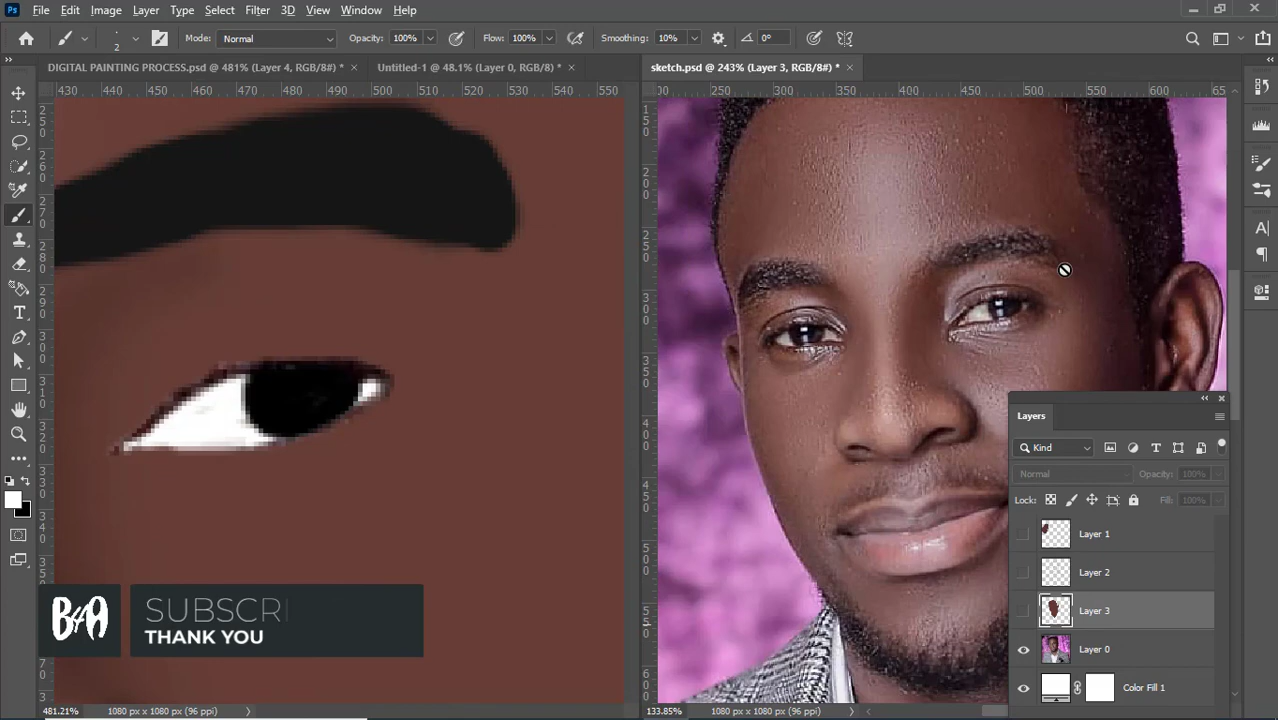 Ps File Edit Image Layer Type Select Filter 3D View Window Help
2 Mode: Normal Opacity: 100% Flow: 100% Smoothing: 10% 0°
DIGITAL PAINTING PROCESS.psd @ 481% (Layer 4, RGB/8#) * × Untitled-1 @ 48.1% (Layer 0, RGB/8) * × sketch.psd @ 243% (Layer 3, RGB/8#) * ×
430 440 450 460 470 480 490 500 510 520 530 540 550 250 300 350 400 450 500 550 600
Layers
Kind
Normal Opacity: 100%
Lock: Fill: 100%
Layer 1
Layer 2
Layer 3
Layer 0
Color Fill 1
B&A
SUBSCRI
THANK YOU
481.21% 1080 px x 1080 px (96 ppi) 133.85% 1080 px x 1080 px (96 ppi)